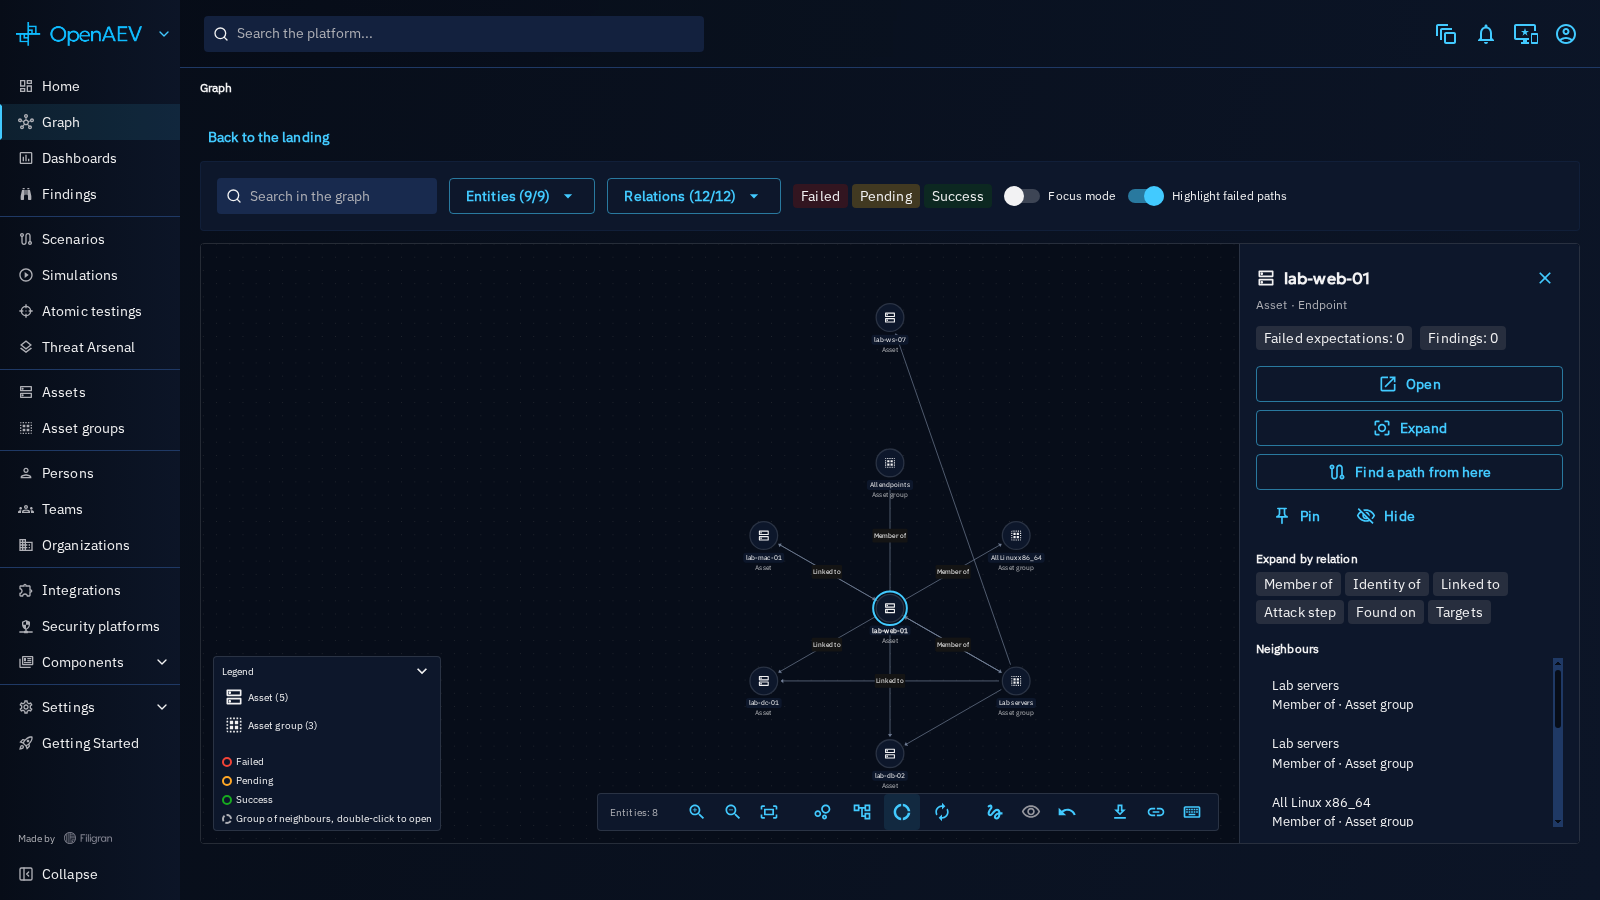 OpenAEV
Search the platform...
Home
Graph
Dashboards
Findings
Scenarios
Simulations
Atomic testings
Threat Arsenal
Assets
Asset groups
Persons
Teams
Organizations
Integrations
Security platforms
Components
Settings
Getting Started
Made by Filigran
Collapse
Graph
Back to the landing
Search in the graph
Entities (9/9)
Relations (12/12)
Failed
Pending
Success
Focus mode
Highlight failed paths
lab-ws-07
Asset
All endpoints
Asset group
Member of
lab-mac-01
Asset
All Linux x86_64
Asset group
Linked to
Member of
lab-web-01
Asset
Linked to
Member of
lab-dc-01
Asset
Linked to
Lab servers
Asset group
lab-db-02
Asset
Legend
Asset (5)
Asset group (3)
Failed
Pending
Success
Group of neighbours, double-click to open
Entities: 8
lab-web-01
Asset · Endpoint
Failed expectations: 0
Findings: 0
Open
Expand
Find a path from here
Pin
Hide
Expand by relation
Member of
Identity of
Linked to
Attack step
Found on
Targets
Neighbours
Lab servers
Member of · Asset group
Lab servers
Member of · Asset group
All Linux x86_64
Member of · Asset group